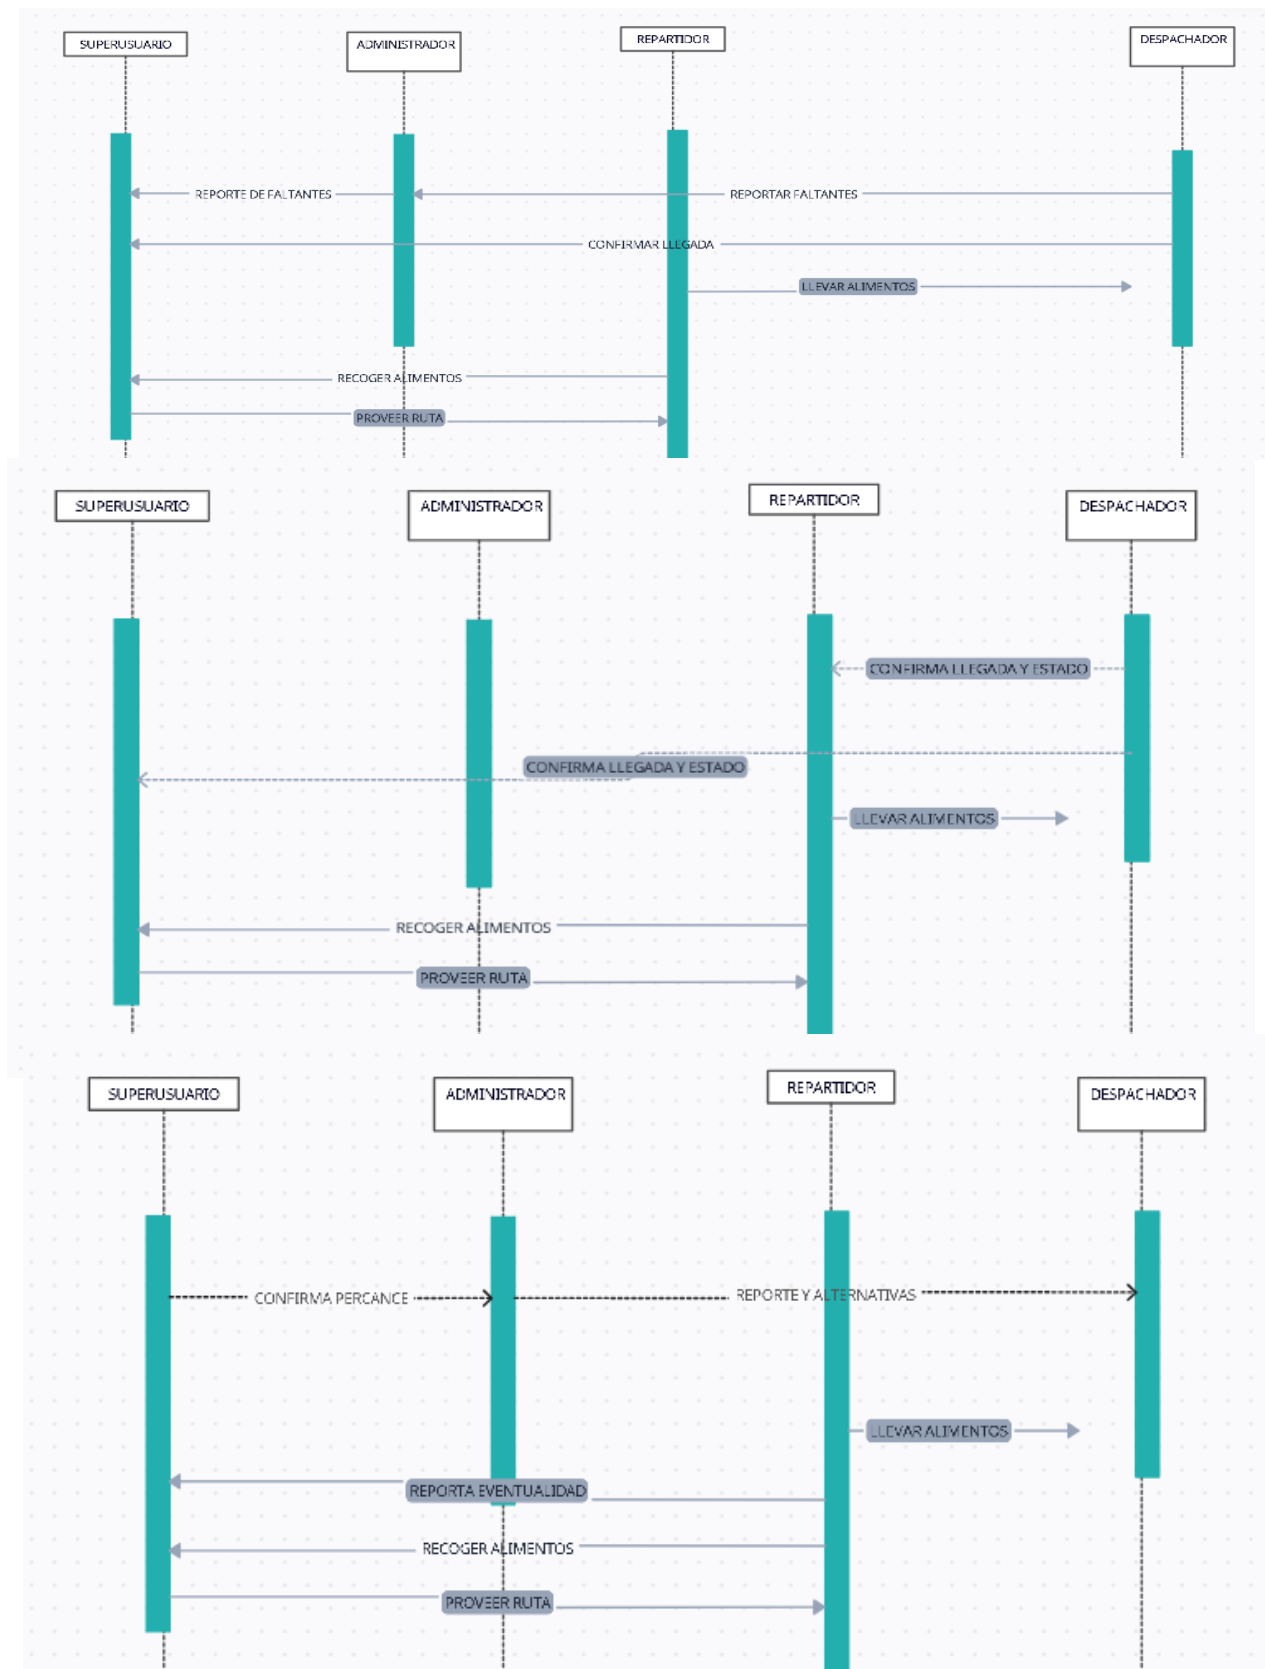 SUPERUSUARIO
ADMINISTRADOR
REPARTIDOR
DESPACHADOR
REPORTE DE FALTANTES
REPORTAR FALTANTES
CONFIRMAR LLEGADA
LLEVAR ALIMENTOS
RECOGER ALIMENTOS
PROVEER RUTA
SUPERUSUARIO
ADMINISTRADOR
REPARTIDOR
DESPACHADOR
CONFIRMA LLEGADA Y ESTADO
CONFIRMA LLEGADA Y ESTADO
LLEVAR ALIMENTOS
RECOGER ALIMENTOS
PROVEER RUTA
SUPERUSUARIO
ADMINISTRADOR
REPARTIDOR
DESPACHADOR
CONFIRMA PERCANCE
REPORTE Y ALTERNATIVAS
LLEVAR ALIMENTOS
REPORTA EVENTUALIDAD
RECOGER ALIMENTOS
PROVEER RUTA